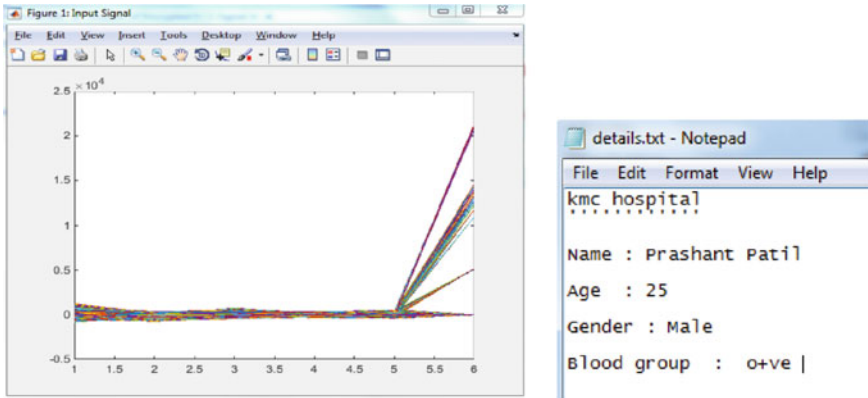 Figure 1: Input Signal
File Edit View Insert Tools Desktop Window Help
× 10⁴
2.5
2
1.5
1
0.5
0
-0.5
1 1.5 2 2.5 3 3.5 4 4.5 5 5.5 6
details.txt - Notepad
File Edit Format View Help
kmc hospital
'''''''''''''
Name : Prashant Patil
Age : 25
Gender : Male
Blood group : o+ve